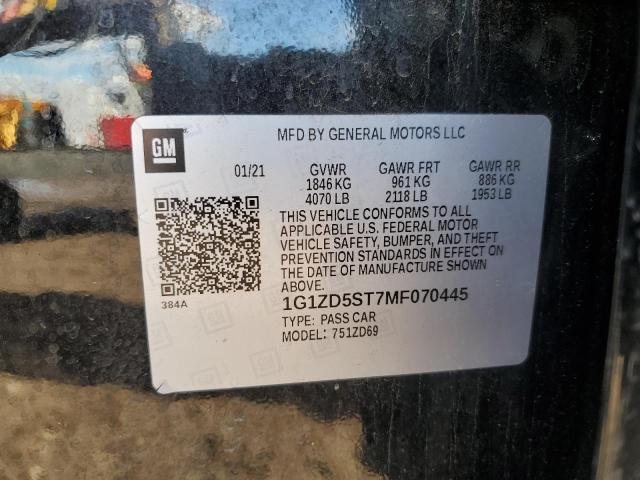 MFD BY GENERAL MOTORS LLC
GM
01/21 GVWR GAWR FRT GAWR RR
1846 KG 961 KG 886 KG
4070 LB 2118 LB 1953 LB
THIS VEHICLE CONFORMS TO ALL
APPLICABLE U.S. FEDERAL MOTOR
VEHICLE SAFETY, BUMPER, AND THEFT
PREVENTION STANDARDS IN EFFECT ON
THE DATE OF MANUFACTURE SHOWN ABOVE.
384A
1G1ZD5ST7MF070445
TYPE: PASS CAR
MODEL: 751ZD69